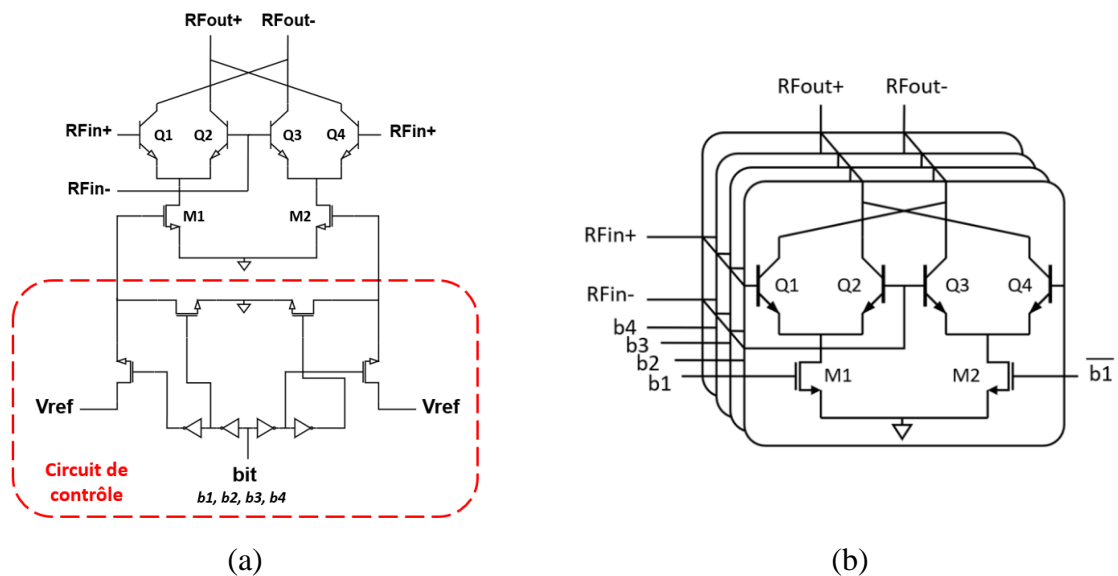 RFout+ RFout-
RFin+ Q1 Q2 Q3 Q4 RFin+
RFin-
M1 M2
Vref Vref
bit
b1, b2, b3, b4
Circuit de
contrôle
(a)
RFout+ RFout-
RFin+
Q1 Q2 Q3 Q4
RFin-
b4
b3
b2
b1
M1 M2
b1
(b)